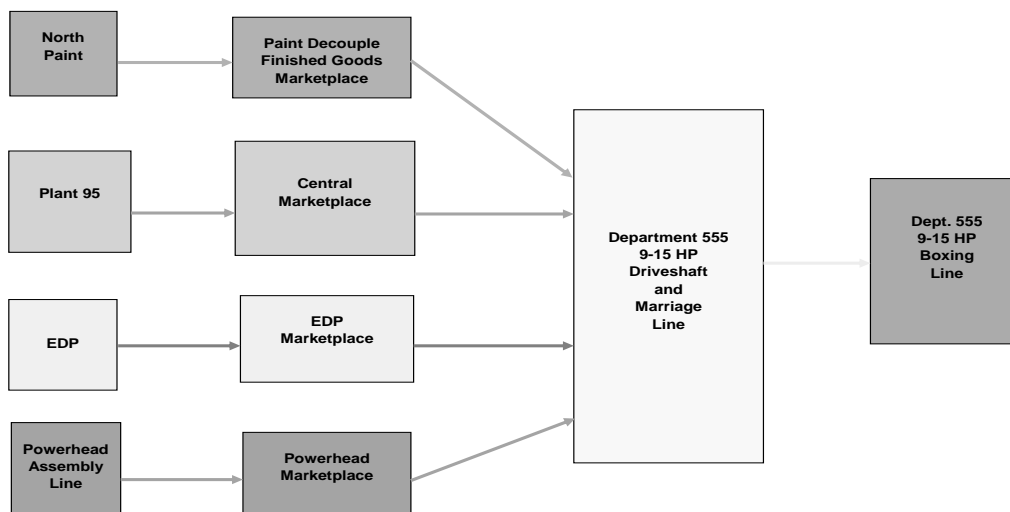 North
Paint
Paint Decouple
Finished Goods
Marketplace
Plant 95
Central
Marketplace
EDP
EDP
Marketplace
Powerhead
Assembly
Line
Powerhead
Marketplace
Department 555
9-15 HP
Driveshaft
and
Marriage
Line
Dept. 555
9-15 HP
Boxing
Line